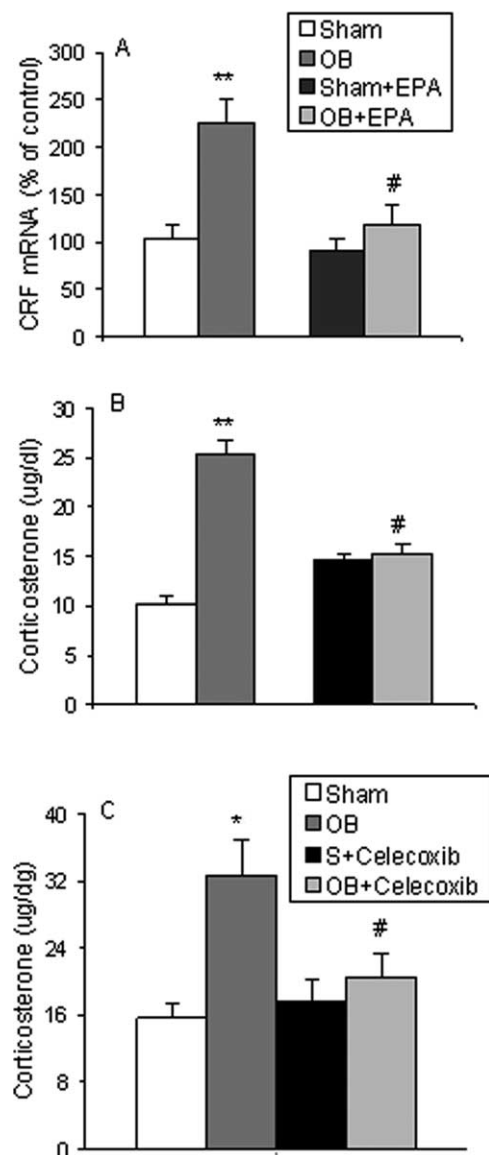 A
Sham
OB
Sham+EPA
OB+EPA
CRF mRNA (% of control)
300
250
200
150
100
50
0
**
#
B
Corticosterone (ug/dl)
30
25
20
15
10
5
0
**
#
C
Sham
OB
S+Celecoxib
OB+Celecoxib
Corticosterone (ug/dg)
40
32
24
16
8
0
*
#